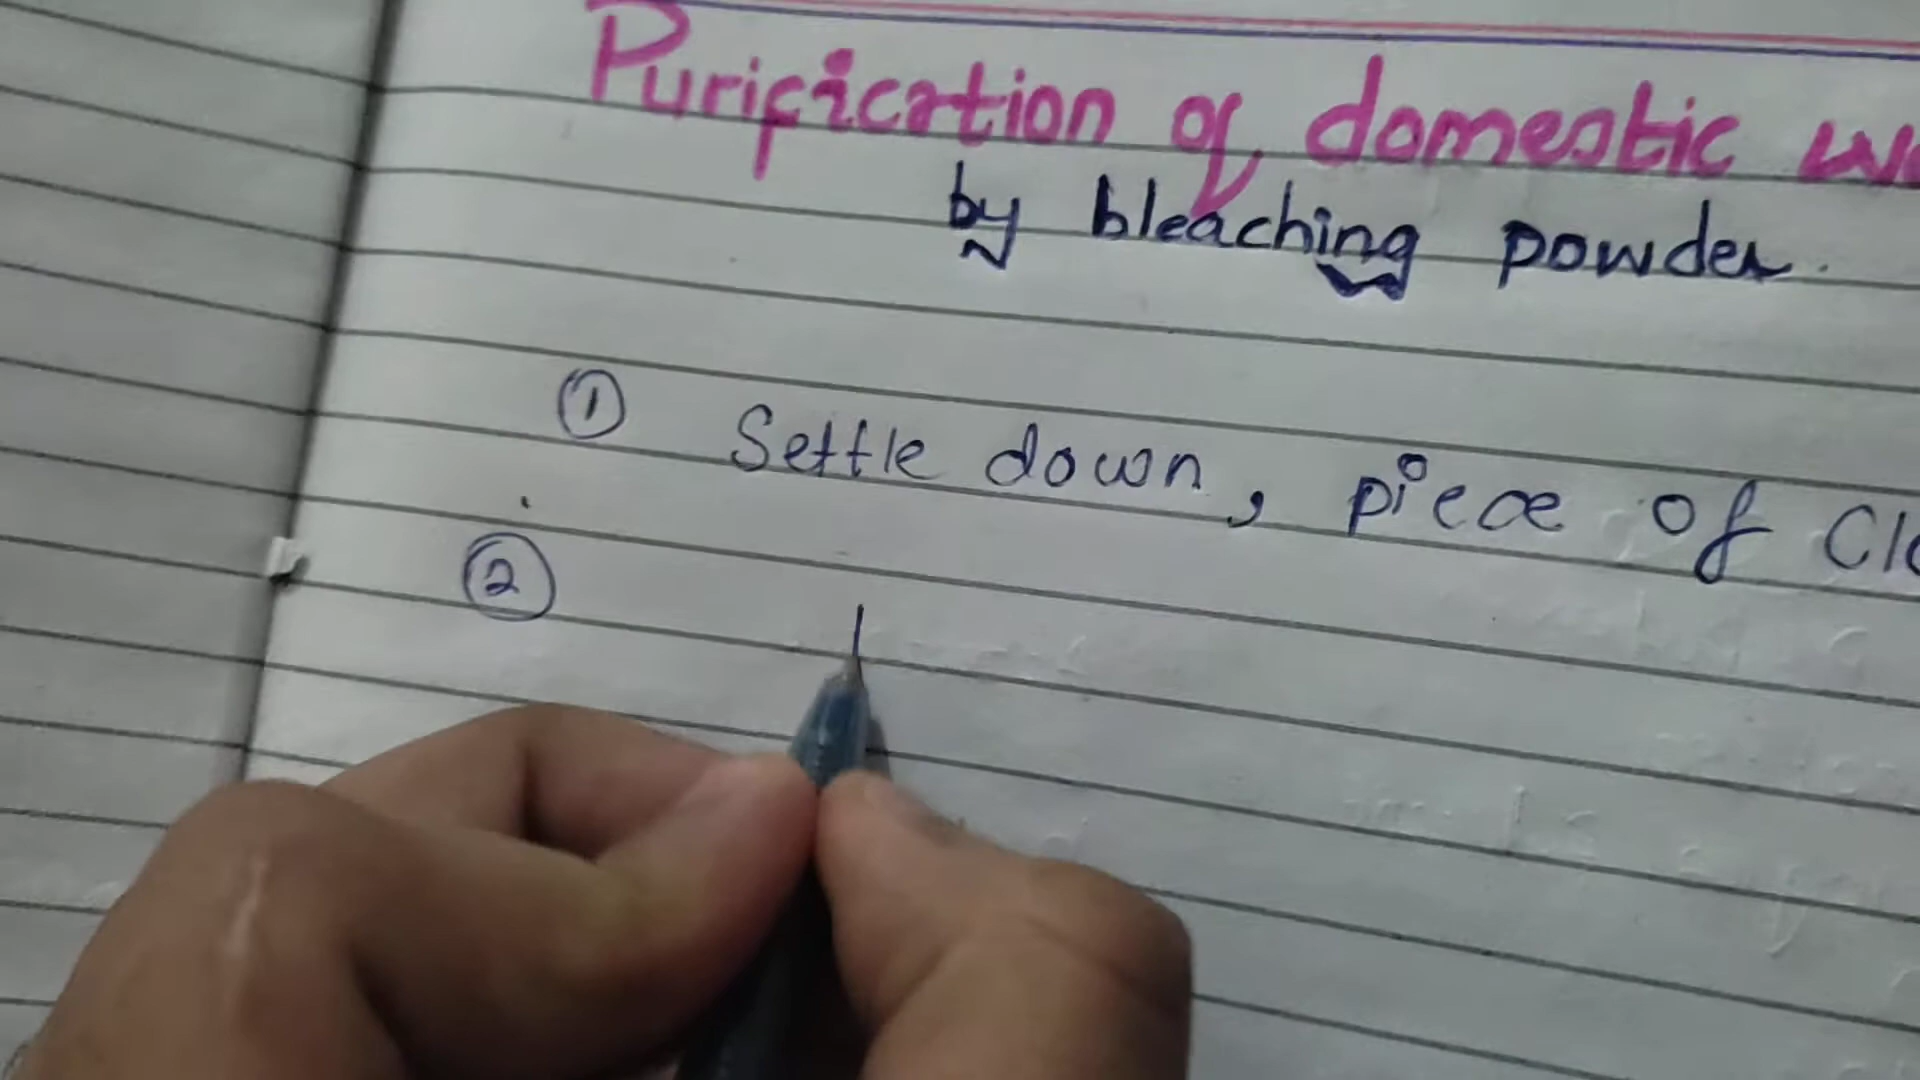 Purification of domestic
by bleaching powder.
① Settle down, piece of
②